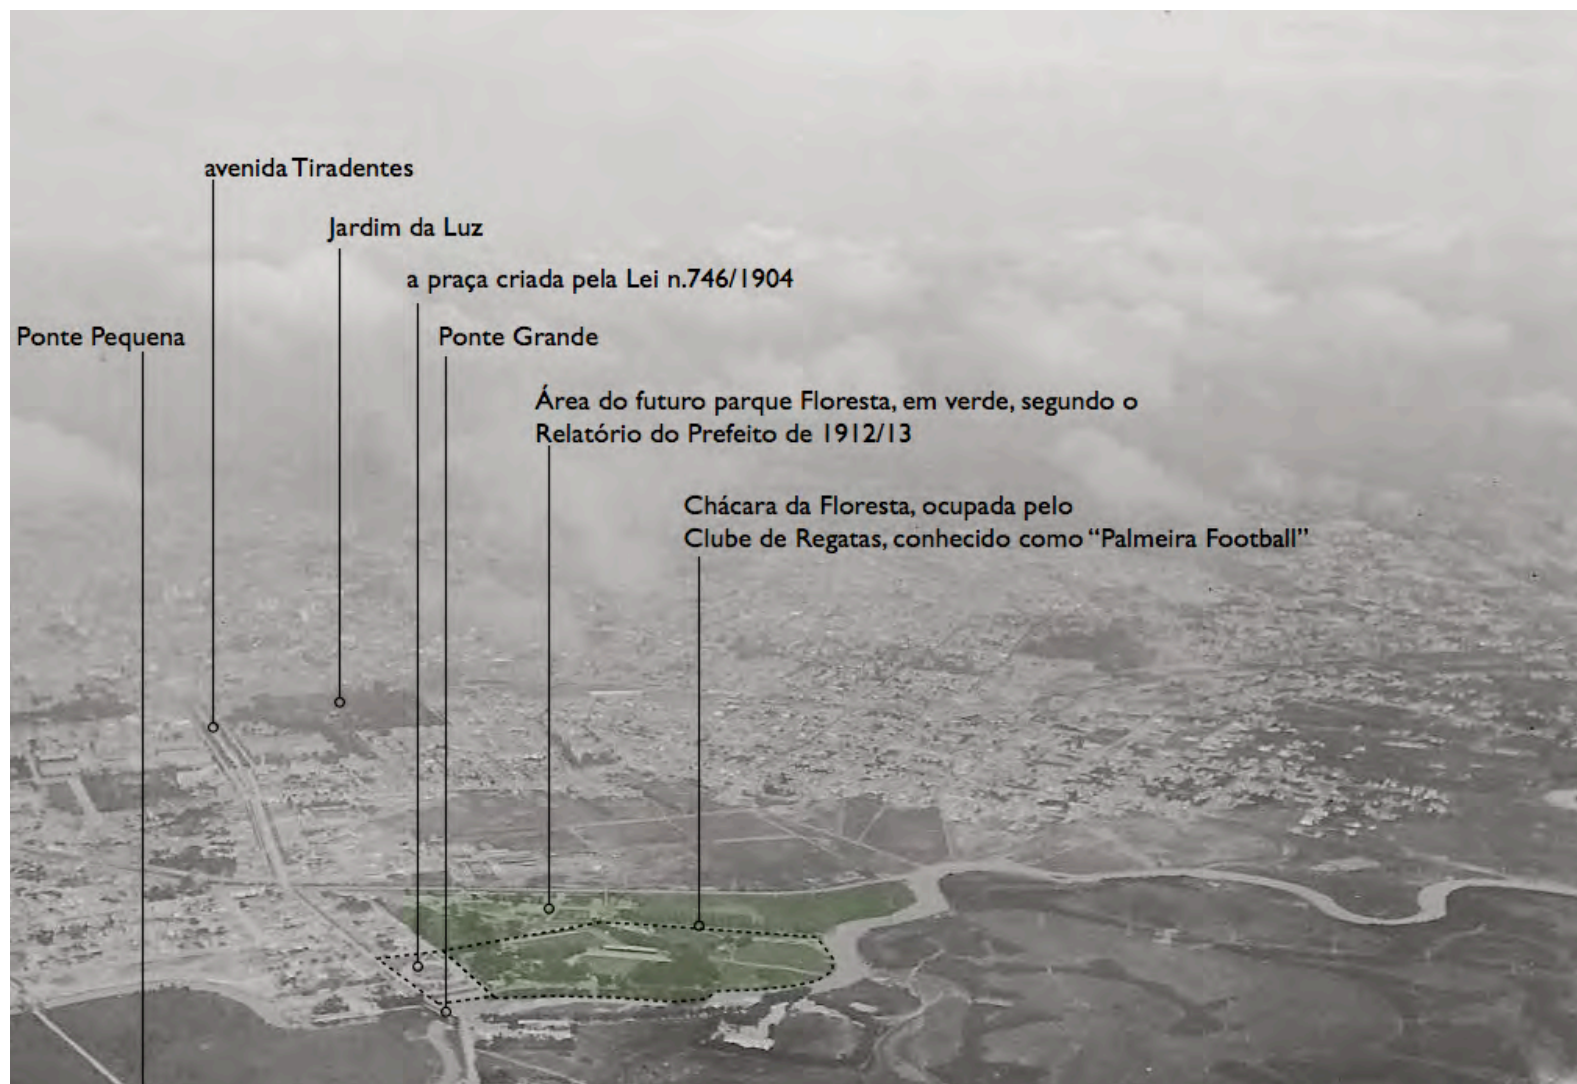 avenida Tiradentes
Jardim da Luz
a praça criada pela Lei n.746/1904
Ponte Pequena
Ponte Grande
Área do futuro parque Floresta, em verde, segundo o
Relatório do Prefeito de 1912/13
Chácara da Floresta, ocupada pelo
Clube de Regatas, conhecido como “Palmeira Football”